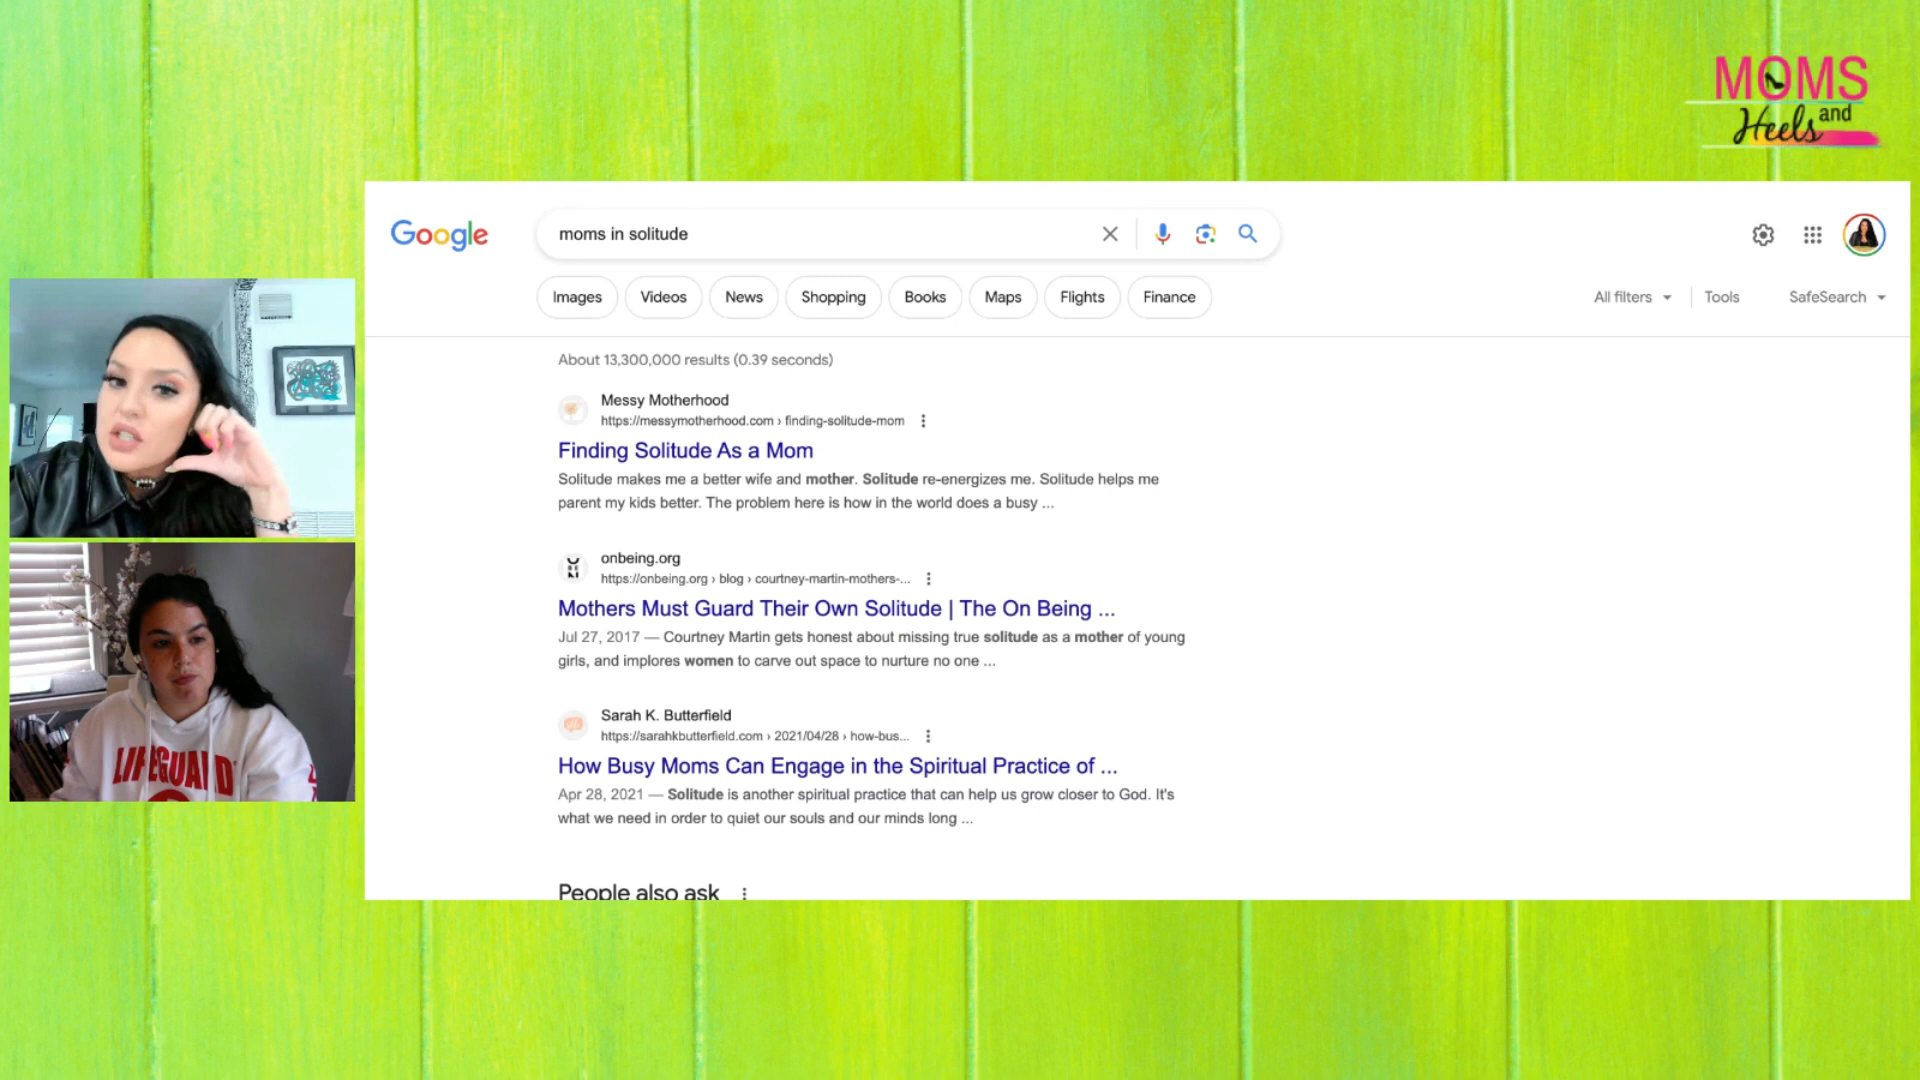 MOMS
and
Heels
Google
moms in solitude
Images Videos News Shopping Books Maps Flights Finance
All filters Tools SafeSearch
About 13,300,000 results (0.39 seconds)
Messy Motherhood
https://messymotherhood.com › finding-solitude-mom
Finding Solitude As a Mom
Solitude makes me a better wife and mother. Solitude re-energizes me. Solitude helps me
parent my kids better. The problem here is how in the world does a busy ...
onbeing.org
https://onbeing.org › blog › courtney-martin-mothers-...
Mothers Must Guard Their Own Solitude | The On Being ...
Jul 27, 2017 — Courtney Martin gets honest about missing true solitude as a mother of young
girls, and implores women to carve out space to nurture no one ...
Sarah K. Butterfield
https://sarahkbutterfield.com › 2021/04/28 › how-bus...
How Busy Moms Can Engage in the Spiritual Practice of ...
Apr 28, 2021 — Solitude is another spiritual practice that can help us grow closer to God. It's
what we need in order to quiet our souls and our minds long ...
People also ask
LIFEGUARD